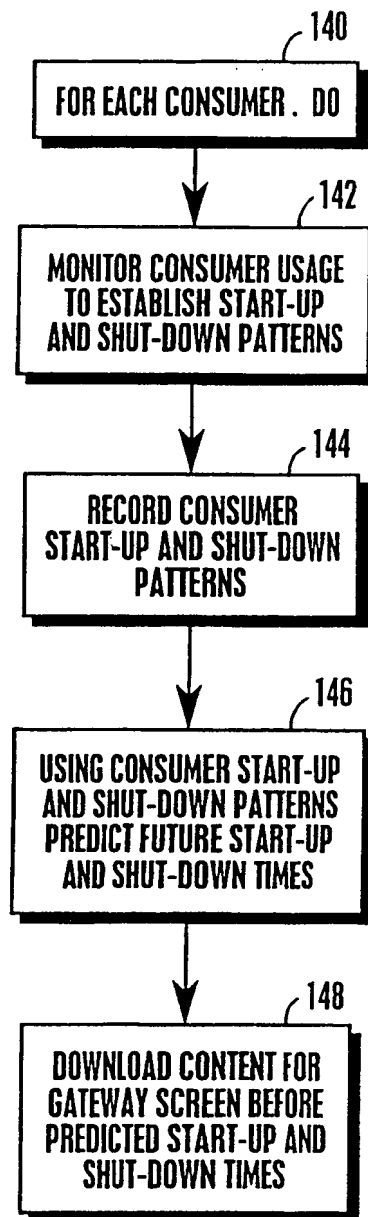 140
FOR EACH CONSUMER . DO
142
MONITOR CONSUMER USAGE
TO ESTABLISH START-UP
AND SHUT-DOWN PATTERNS
144
RECORD CONSUMER
START-UP AND SHUT-DOWN
PATTERNS
146
USING CONSUMER START-UP
AND SHUT-DOWN PATTERNS
PREDICT FUTURE START-UP
AND SHUT-DOWN TIMES
148
DOWNLOAD CONTENT FOR
GATEWAY SCREEN BEFORE
PREDICTED START-UP AND
SHUT-DOWN TIMES